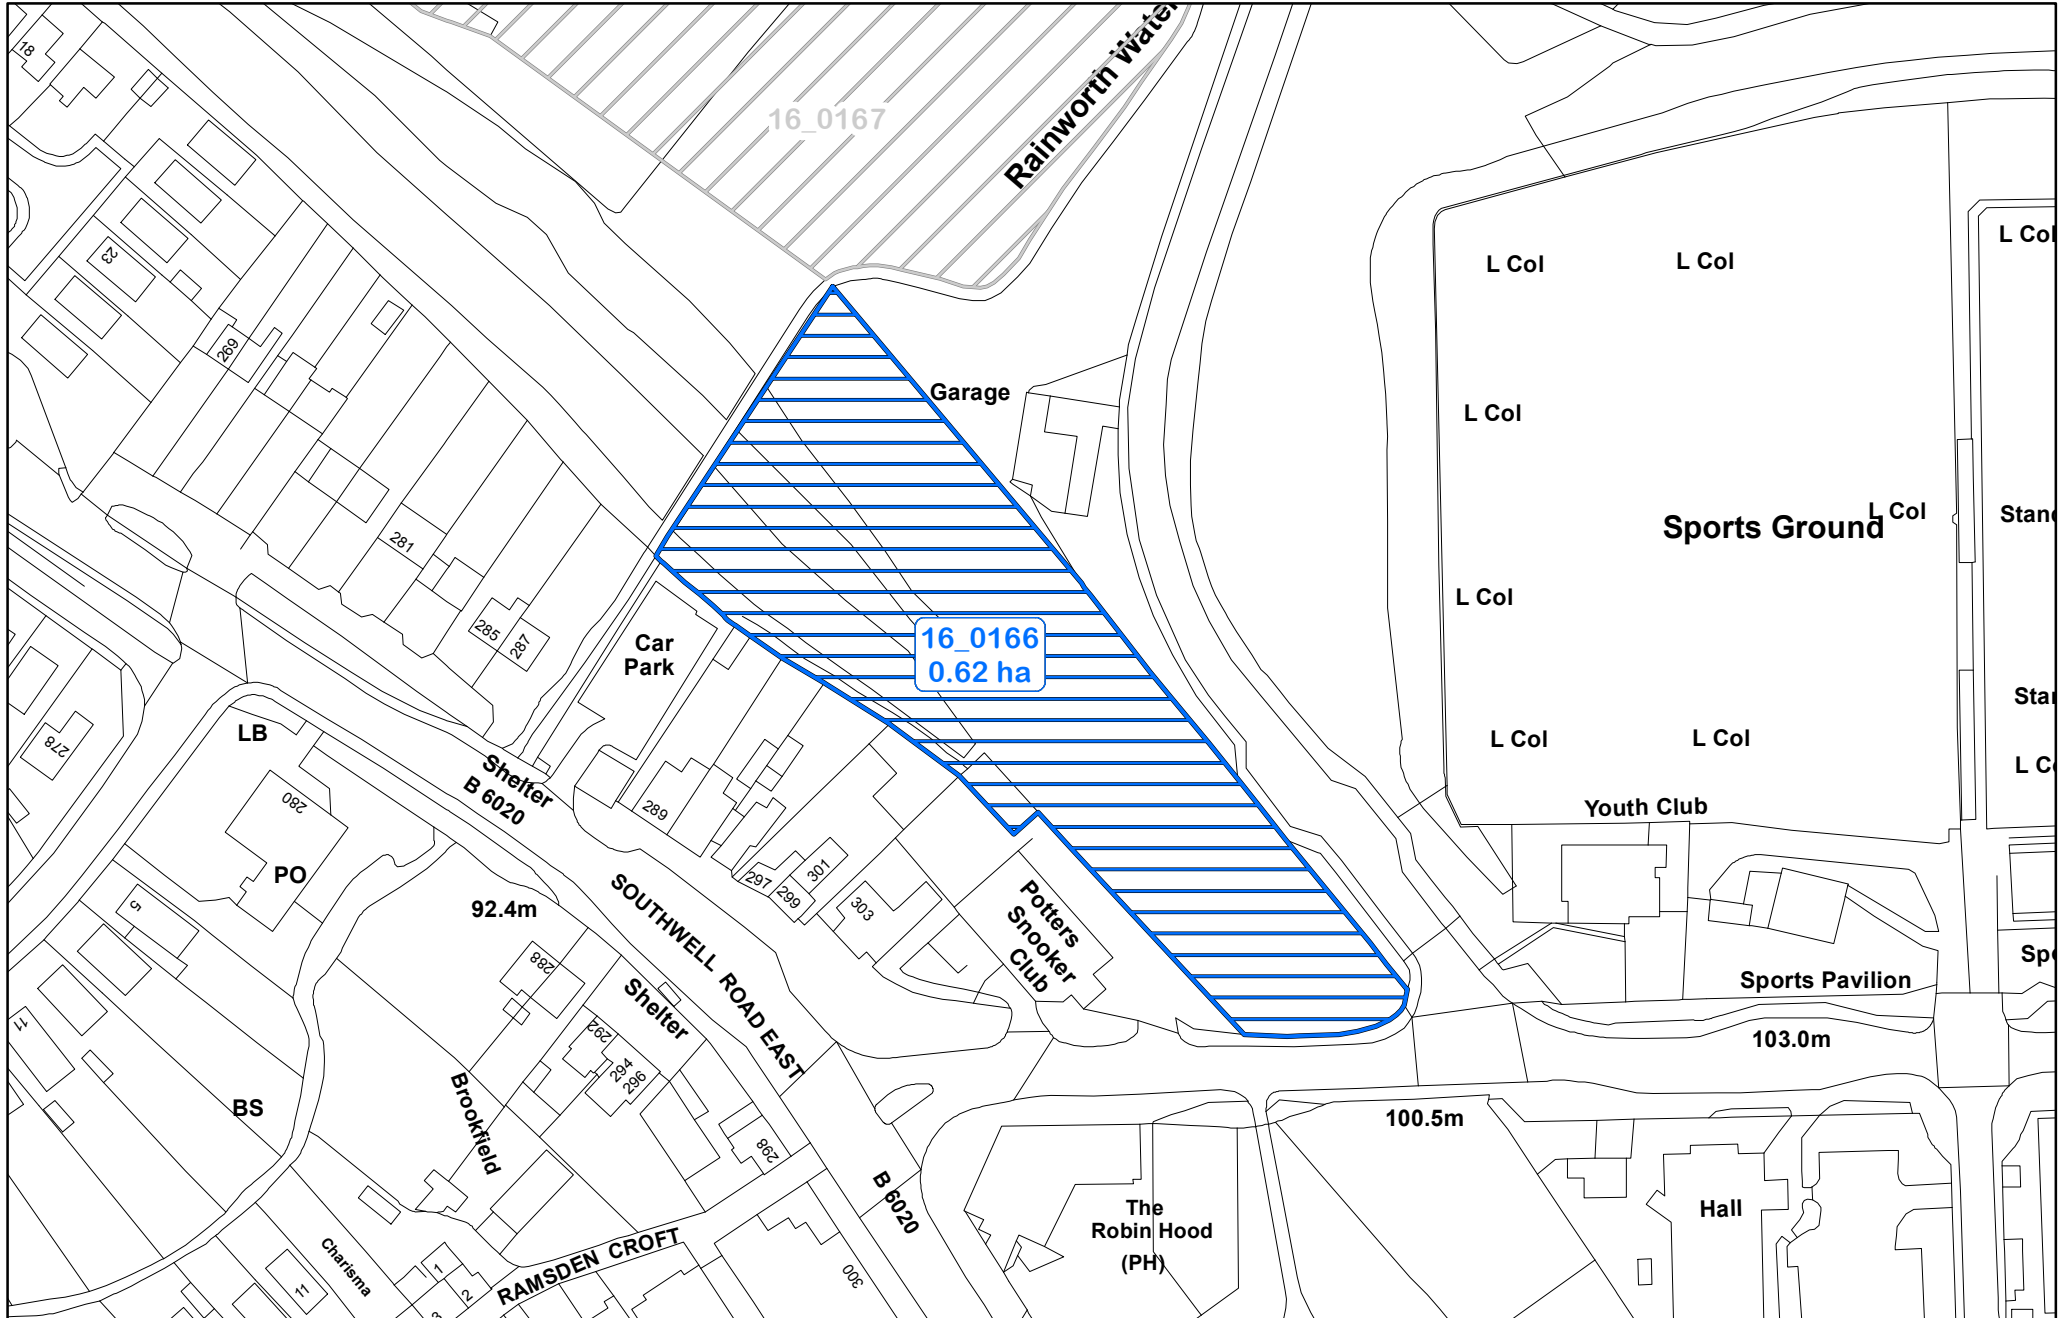 18
16_0167
Rainworth Water
23
269
L Col
L Col
L Col
Garage
L Col
L Col
Sports Ground
281
285
287
Car
Park
16_0166
0.62 ha
L Col
278
LB
Shelter
B 6020
L Col
L Col
280
289
Youth Club
PO
297
299
301
303
5
92.4m
SOUTHWELL ROAD EAST
Potters
Snooker
Club
288
Shelter
Sports Pavilion
17
292
294
296
103.0m
BS
Brookfield
298
100.5m
B 6020
The
Robin Hood
(PH)
Hall
Charisma
RAMSDEN CROFT
300
11
1
2
3